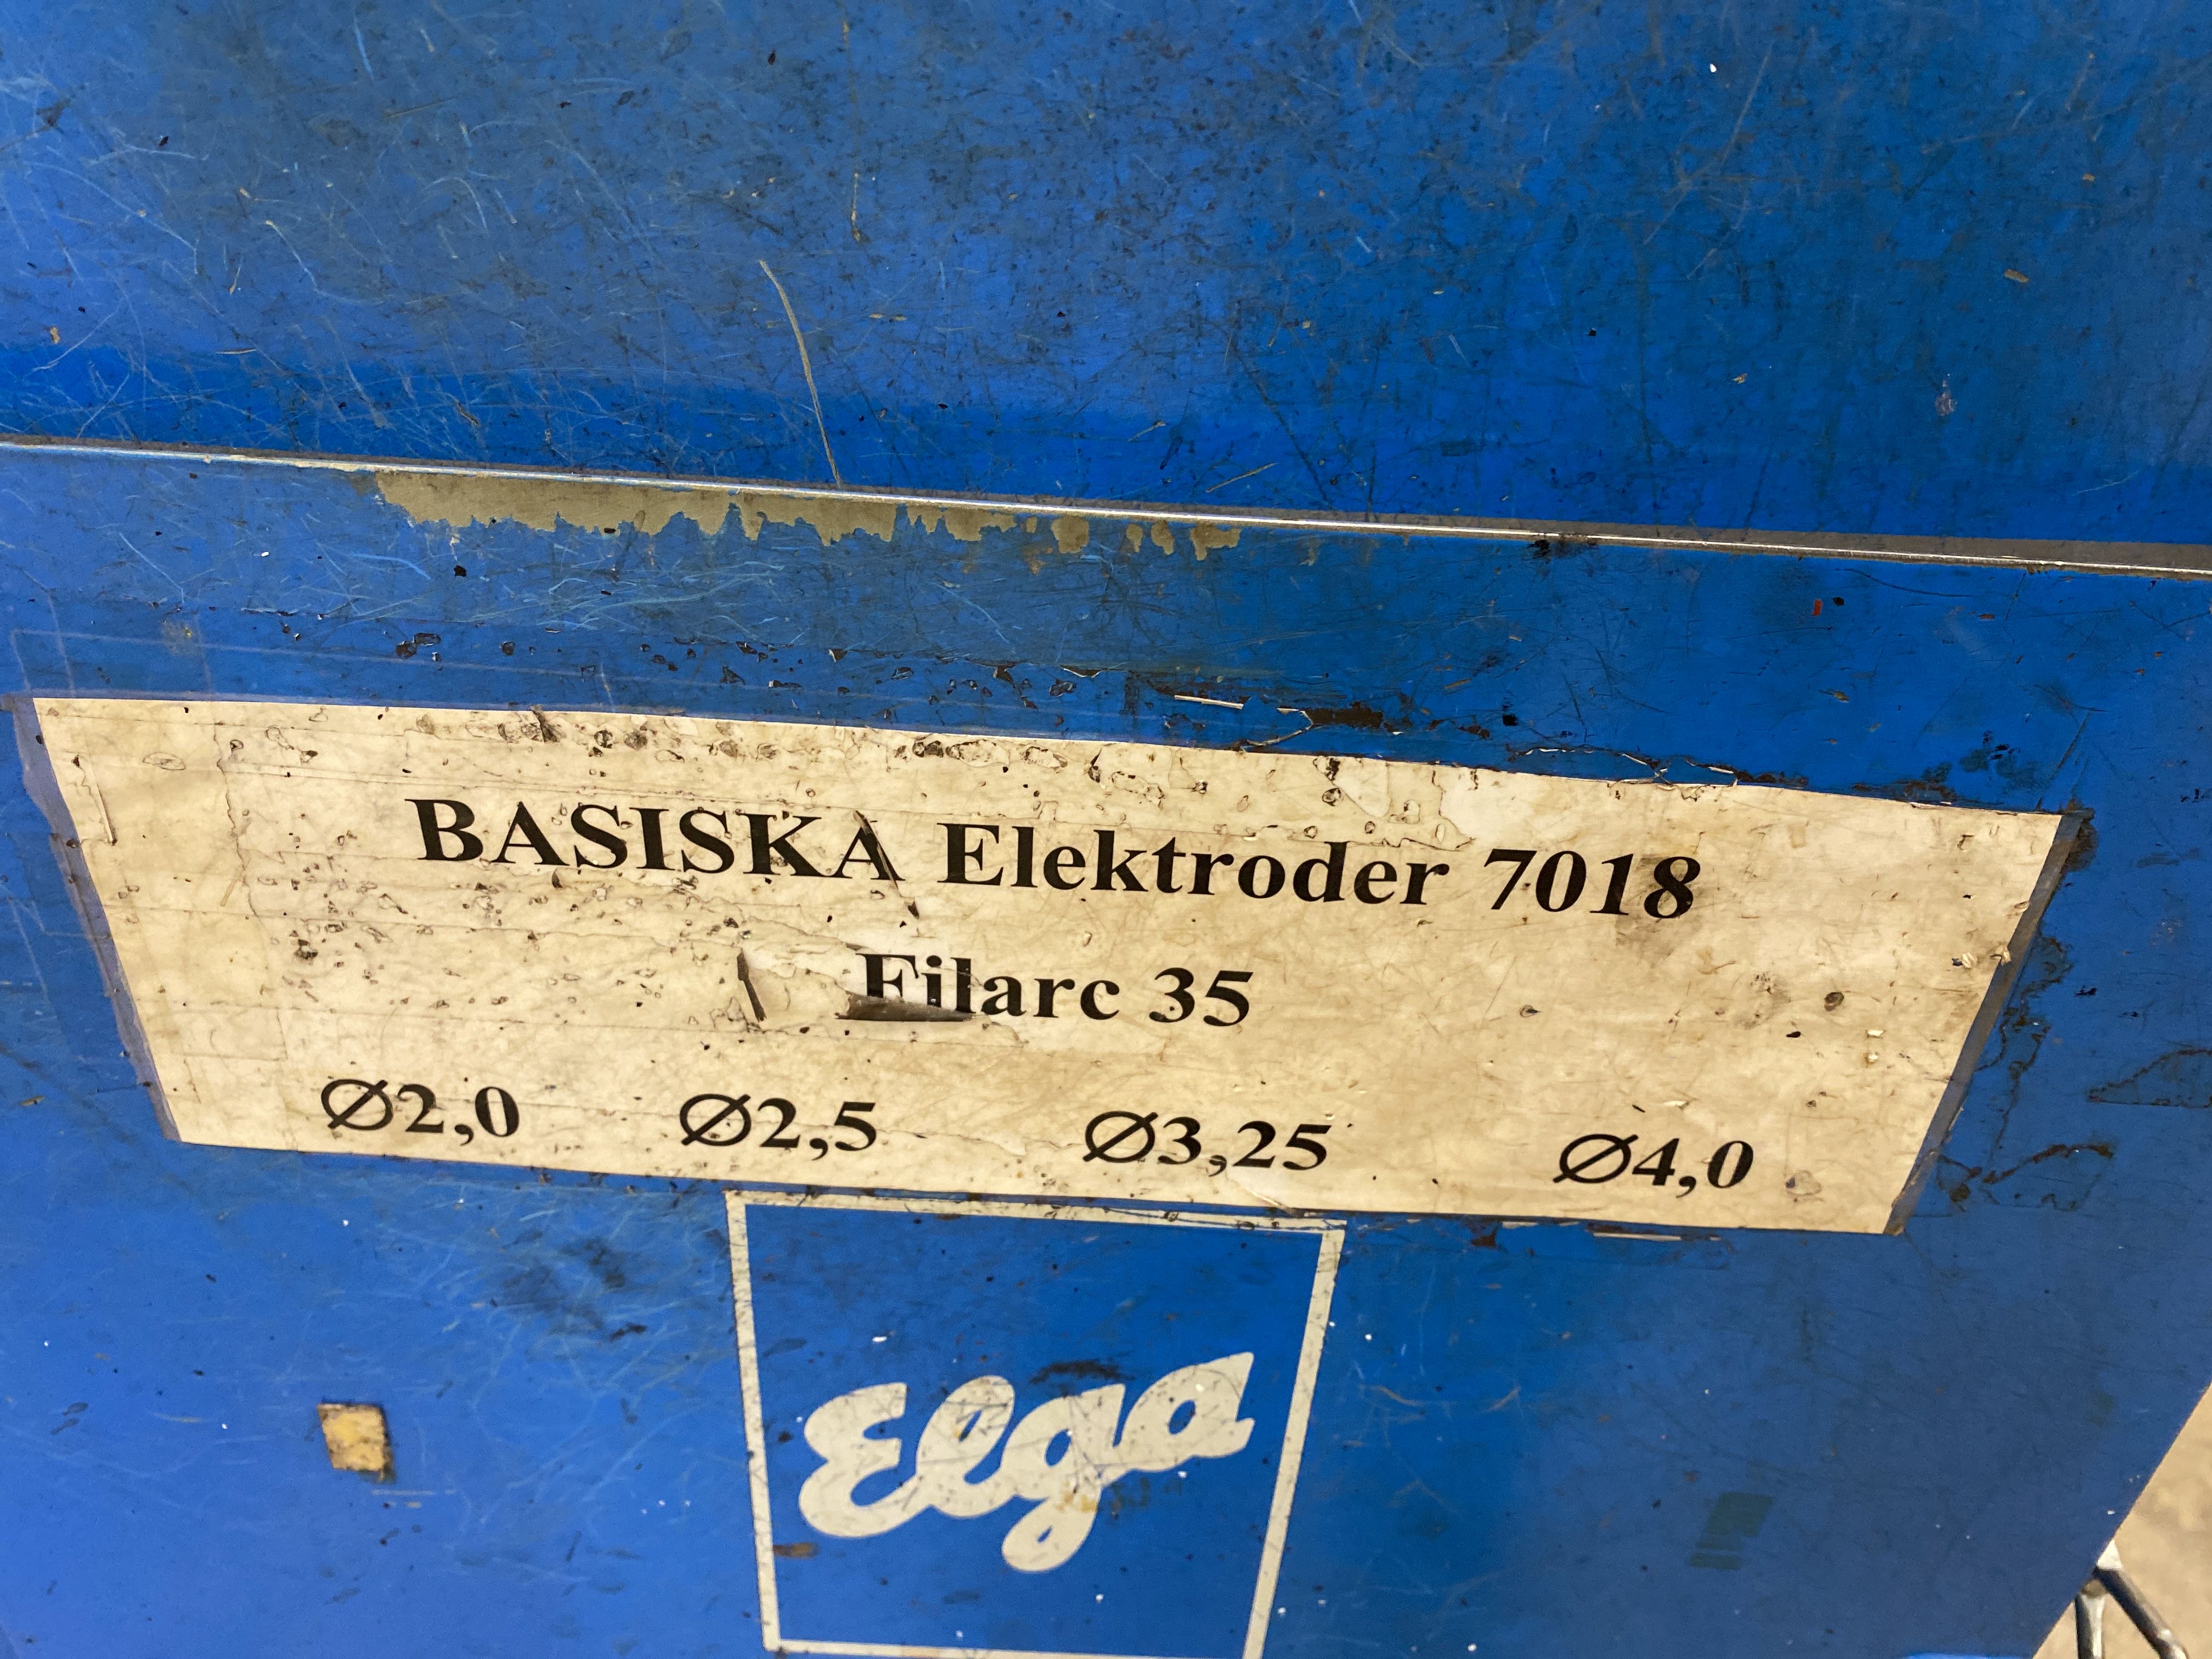 BASISKA Elektroder 7018
Filarc 35
Ø2,0 Ø2,5 Ø3,25 Ø4,0
Elga